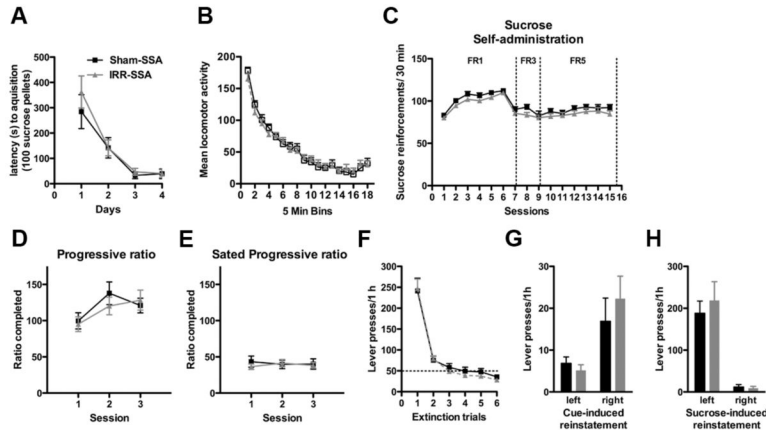 A
Sham-SSA
IRR-SSA
latency (s) to aquisition
(100 sucrose pellets)
500
400
300
200
100
0
0 1 2 3 4
Days
B
Mean locomotor activity
200
150
100
50
0
0 2 4 6 8 10 12 14 16 18
5 Min Bins
C
Sucrose
Self-administration
FR1 FR3 FR5
Sucrose reinforcements/ 30 min
150
100
50
0
0 1 2 3 4 5 6 7 8 9 10 11 12 13 14 15 16
Sessions
D
Progressive ratio
Ratio completed
150
100
50
0
1 2 3
Session
E
Sated Progressive ratio
Ratio completed
150
100
50
0
1 2 3
Session
F
Lever presses/1 h
300
250
200
150
100
50
0
0 1 2 3 4 5 6
Extinction trials
G
Lever presses/1h
30
20
10
0
left right
Cue-induced
reinstatement
H
Lever presses/1h
300
200
100
50
0
left right
Sucrose-induced
reinstatement